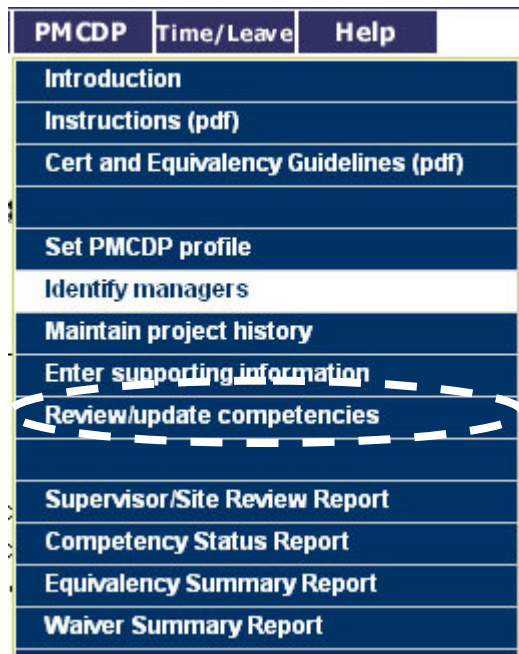 PMCDP Time/Leave Help
Introduction
Instructions (pdf)
Cert and Equivalency Guidelines (pdf)
Set PMCDP profile
Identify managers
Maintain project history
Enter supporting information
Review/update competencies
Supervisor/Site Review Report
Competency Status Report
Equivalency Summary Report
Waiver Summary Report